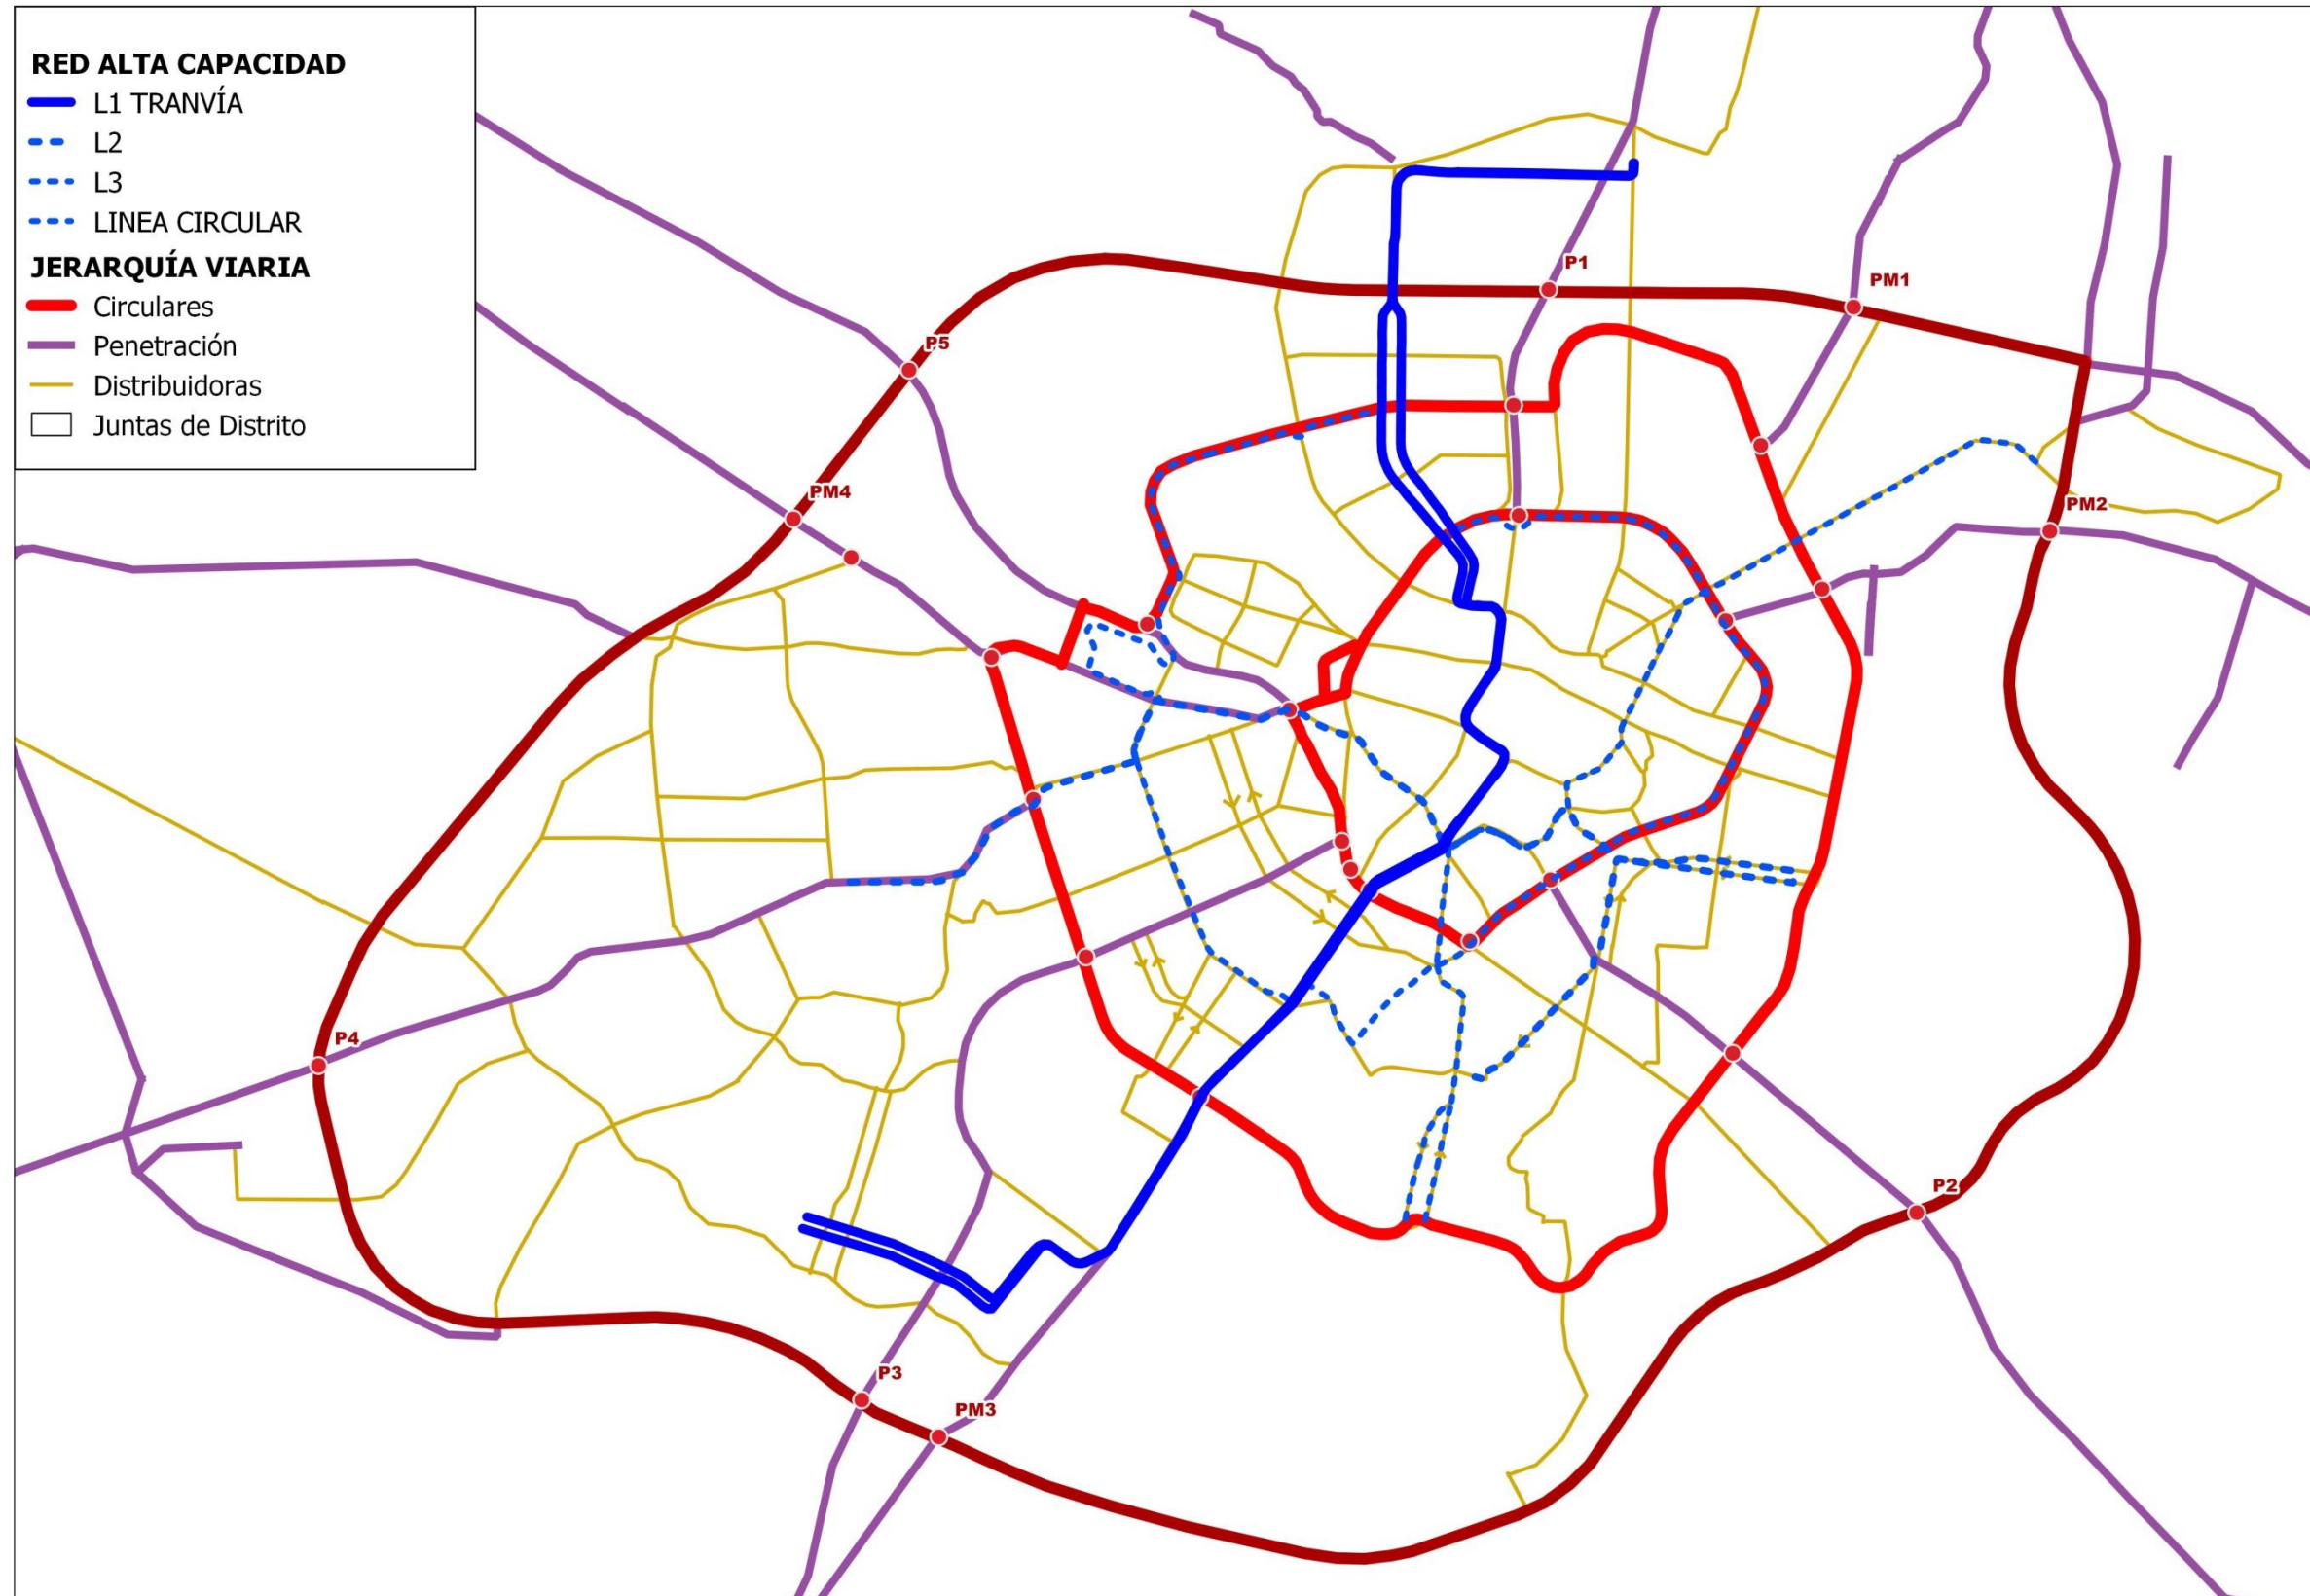 RED ALTA CAPACIDAD
L1 TRANVÍA
L2
L3
LINEA CIRCULAR
JERARQUÍA VIARIA
Circulares
Penetración
Distribuidoras
Juntas de Distrito
P1
PM1
P5
PM4
PM2
P4
P2
P3
PM3